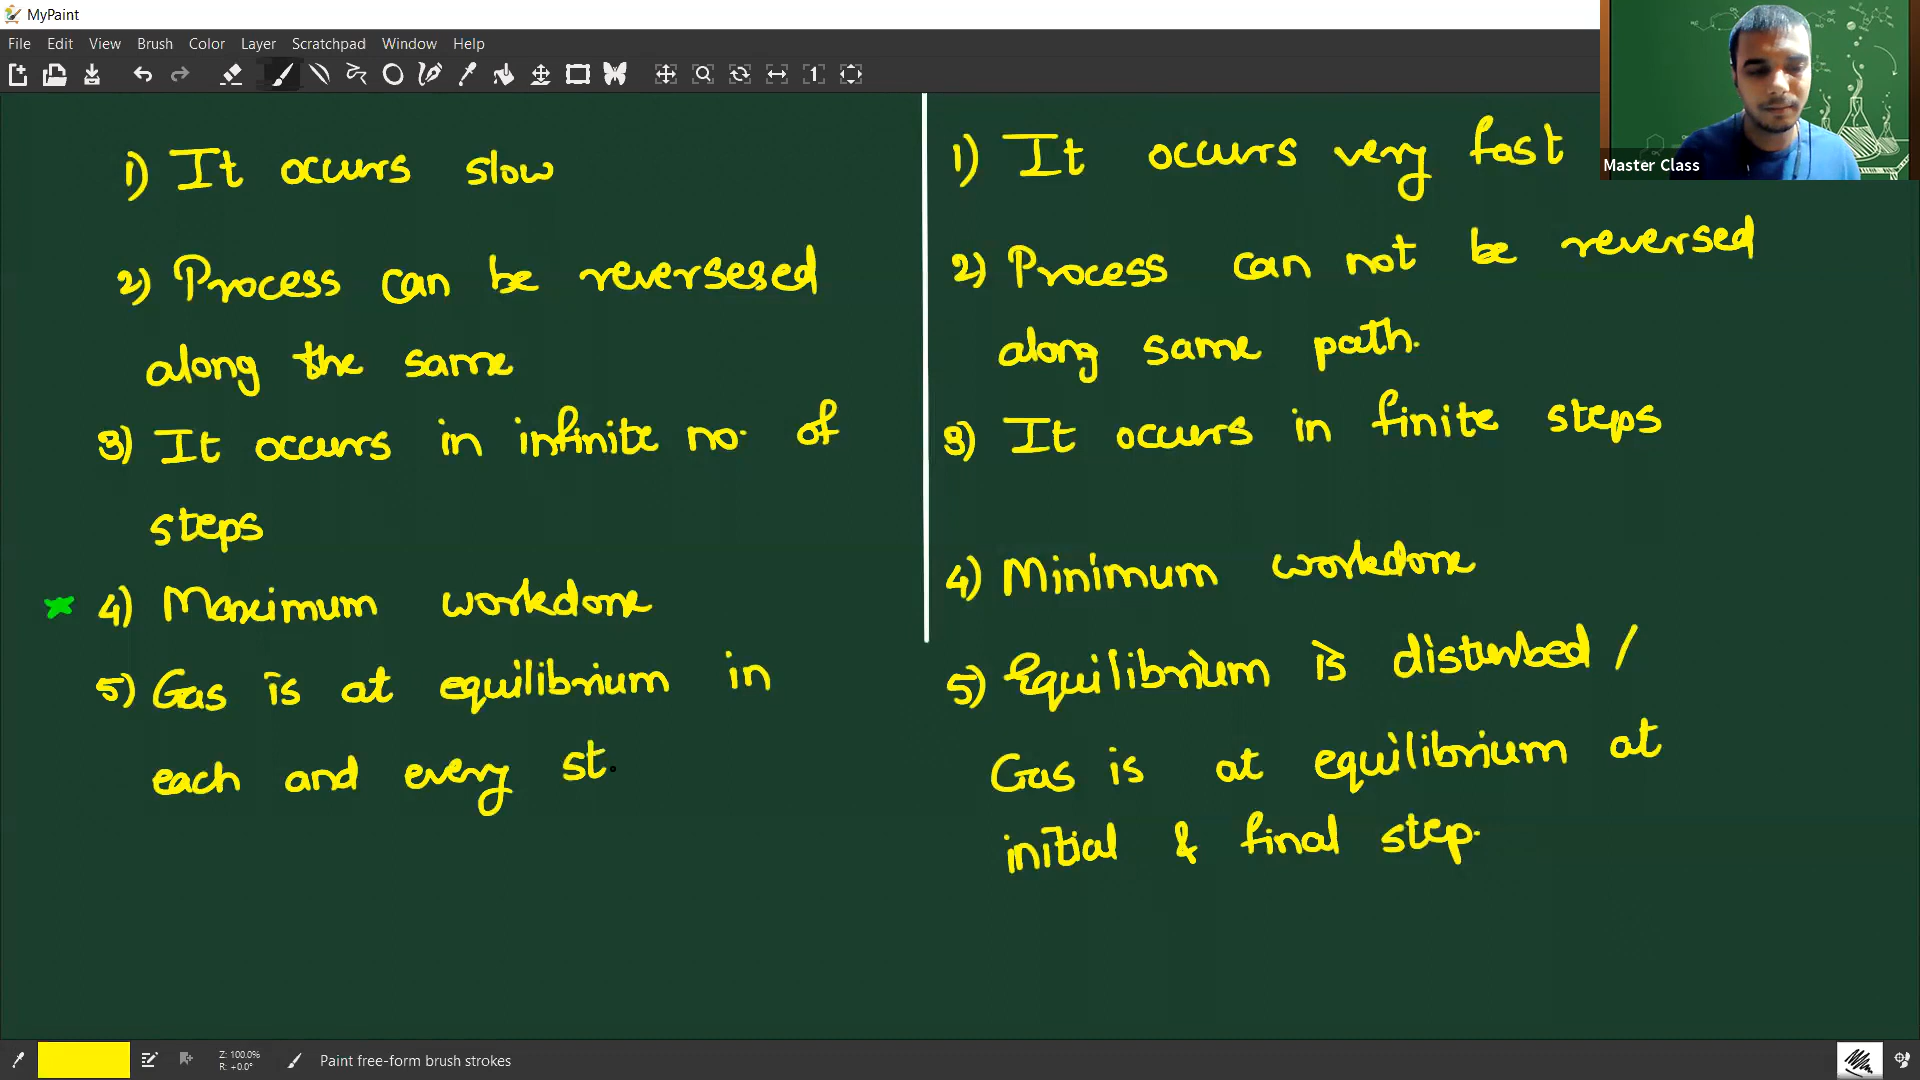 MyPaint
File Edit View Brush Color Layer Scratchpad Window Help
Master Class
1) It occurs slow
2) Process can be reversesed
along the same
3) It occurs in infinite no. of
steps
4) Maximum workdone
5) Gas is at equilibrium in
each and every st
1) It occurs very fast
2) Process can not be reversed
along same path.
3) It occurs in finite steps
4) Minimum workdone
5) Equilibrium is disturbed /
Gas is at equilibrium at
initial & final step.
Z: 100.0%
R: +0.0°
Paint free-form brush strokes